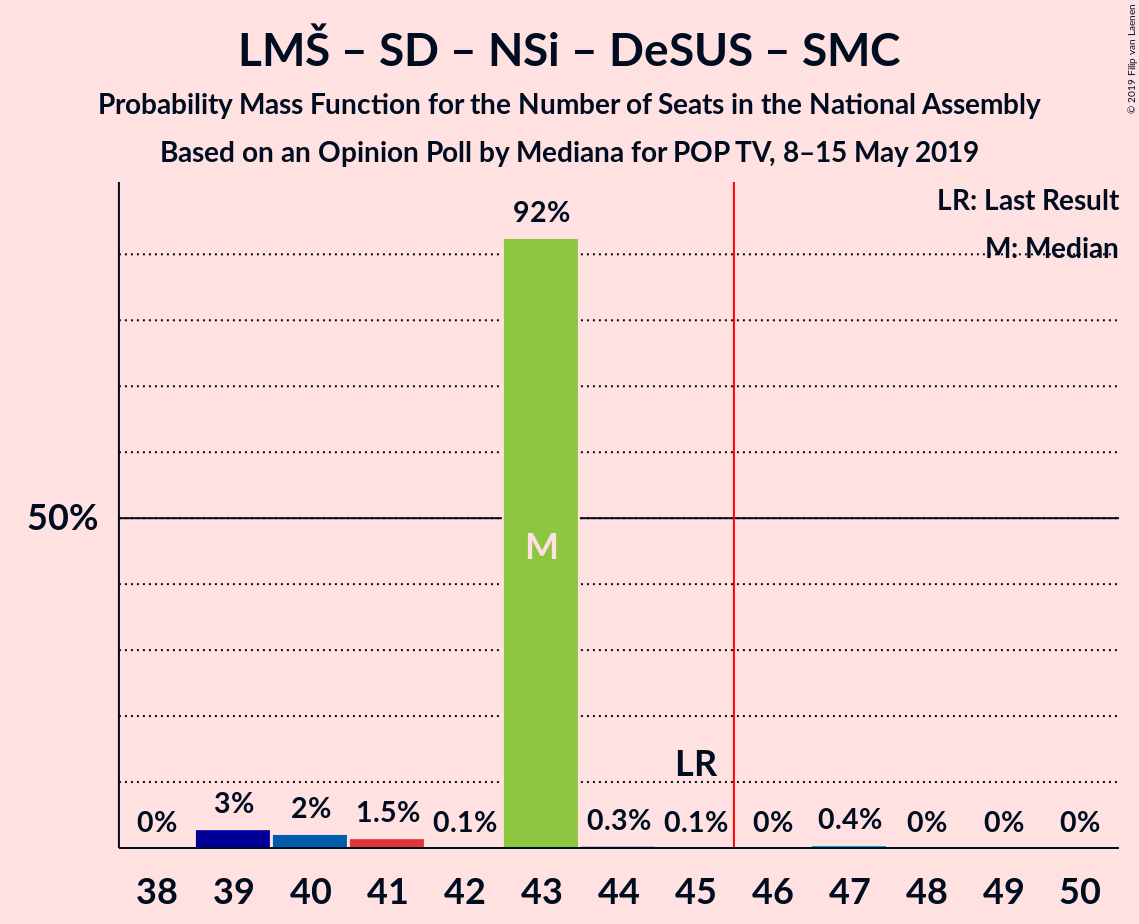 LMŠ – SD – NSi – DeSUS – SMC
Probability Mass Function for the Number of Seats in the National Assembly
Based on an Opinion Poll by Mediana for POP TV, 8–15 May 2019
© 2019 Filip van Laenen
LR: Last Result
M: Median
92%
50%
M
LR
0% 3% 2% 1.5% 0.1% 0.3% 0.1% 0% 0.4% 0% 0% 0%
38 39 40 41 42 43 44 45 46 47 48 49 50